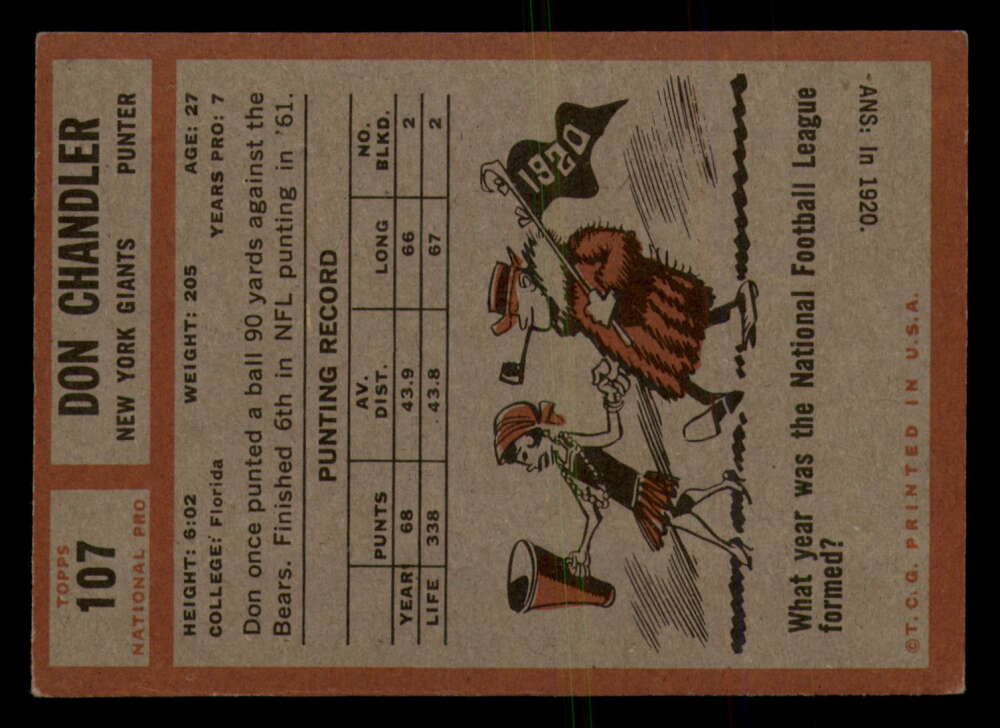 TOPPS
107
NATIONAL PRO
DON CHANDLER
NEW YORK GIANTS PUNTER
HEIGHT: 6:02 WEIGHT: 205 AGE: 27
COLLEGE: Florida YEARS PRO: 7
Don once punted a ball 90 yards against the
Bears. Finished 6th in NFL punting in '61.
PUNTING RECORD
PUNTS AV. DIST. LONG NO. BLKD.
YEAR 68 43.9 66 2
LIFE 338 43.8 67 2
1920
What year was the National Football League
formed?
ANS: In 1920.
©T.C.G. PRINTED IN U.S.A.